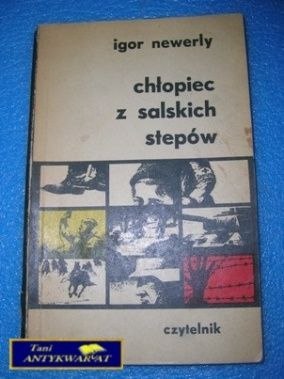 igor newerly
chłopiec
z salskich
stepów
czytelnik
Tani
ANTYKWARIAT